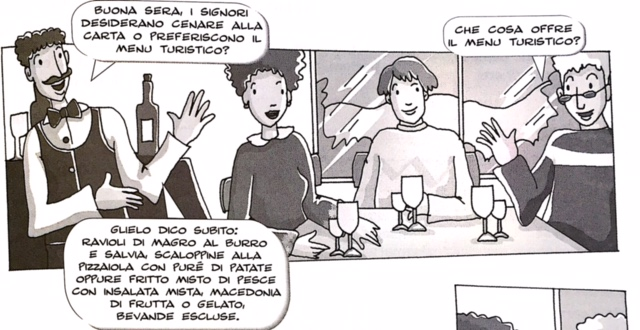 BUONA SERA; I SIGNORI
DESIDERANO CENARE ALLA
CARTA O PREFERISCONO IL
MENU TURISTICO?
CHE COSA OFFRE
IL MENU TURISTICO?
GLIELO DICO SUBITO:
RAVIOLI DI MAGRO AL BURRO
E SALVIA, SCALOPPINE ALLA
PIZZAIOLA CON PURÊ DI PATATE
OPPURE FRITTO MISTO DI PESCE
CON INSALATA MISTA, MACEDONIA
DI FRUTTA O GELATO;
BEVANDE ESCLUSE.